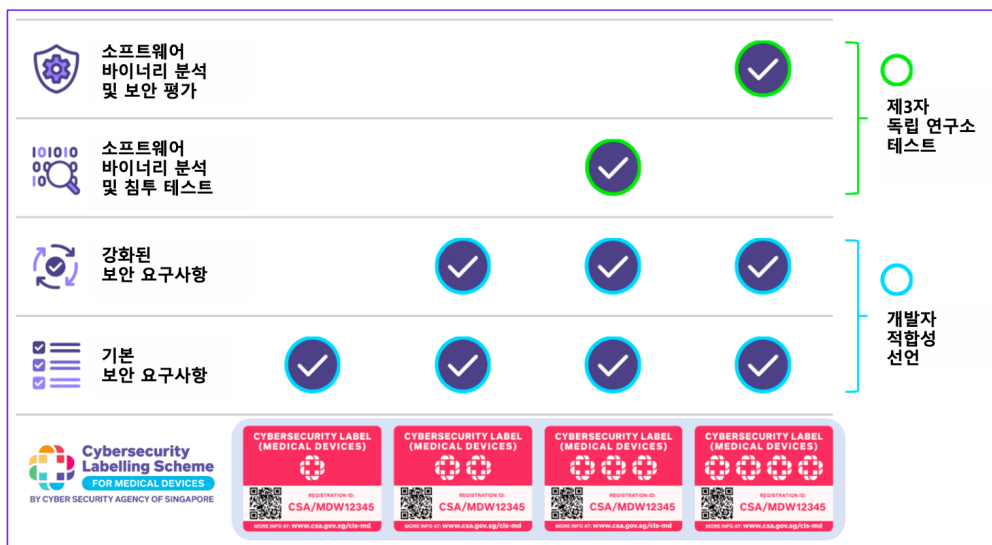 소프트웨어
바이너리 분석
및 보안 평가
제3자
독립 연구소
테스트
101010
소프트웨어
바이너리 분석
및 침투 테스트
강화된
보안 요구사항
개발자
적합성
선언
기본
보안 요구사항
Cybersecurity
Labelling Scheme
FOR MEDICAL DEVICES
BY CYBER SECURITY AGENCY OF SINGAPORE
CYBERSECURITY LABEL
(MEDICAL DEVICES)
REGISTRATION ID:
CSA/MDW12345
MORE INFO AT: www.csa.gov.sg/cls-md
CYBERSECURITY LABEL
(MEDICAL DEVICES)
REGISTRATION ID:
CSA/MDW12345
MORE INFO AT: www.csa.gov.sg/cls-md
CYBERSECURITY LABEL
(MEDICAL DEVICES)
REGISTRATION ID:
CSA/MDW12345
MORE INFO AT: www.csa.gov.sg/cls-md
CYBERSECURITY LABEL
(MEDICAL DEVICES)
REGISTRATION ID:
CSA/MDW12345
MORE INFO AT: www.csa.gov.sg/cls-md